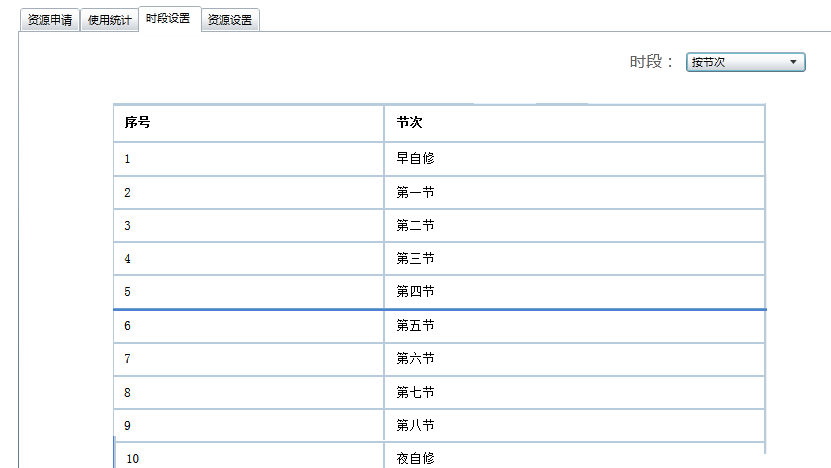 资源申请 使用统计 时段设置 资源设置
时段： 按节次
序号 节次
1 早自修
2 第一节
3 第二节
4 第三节
5 第四节
6 第五节
7 第六节
8 第七节
9 第八节
10 夜自修